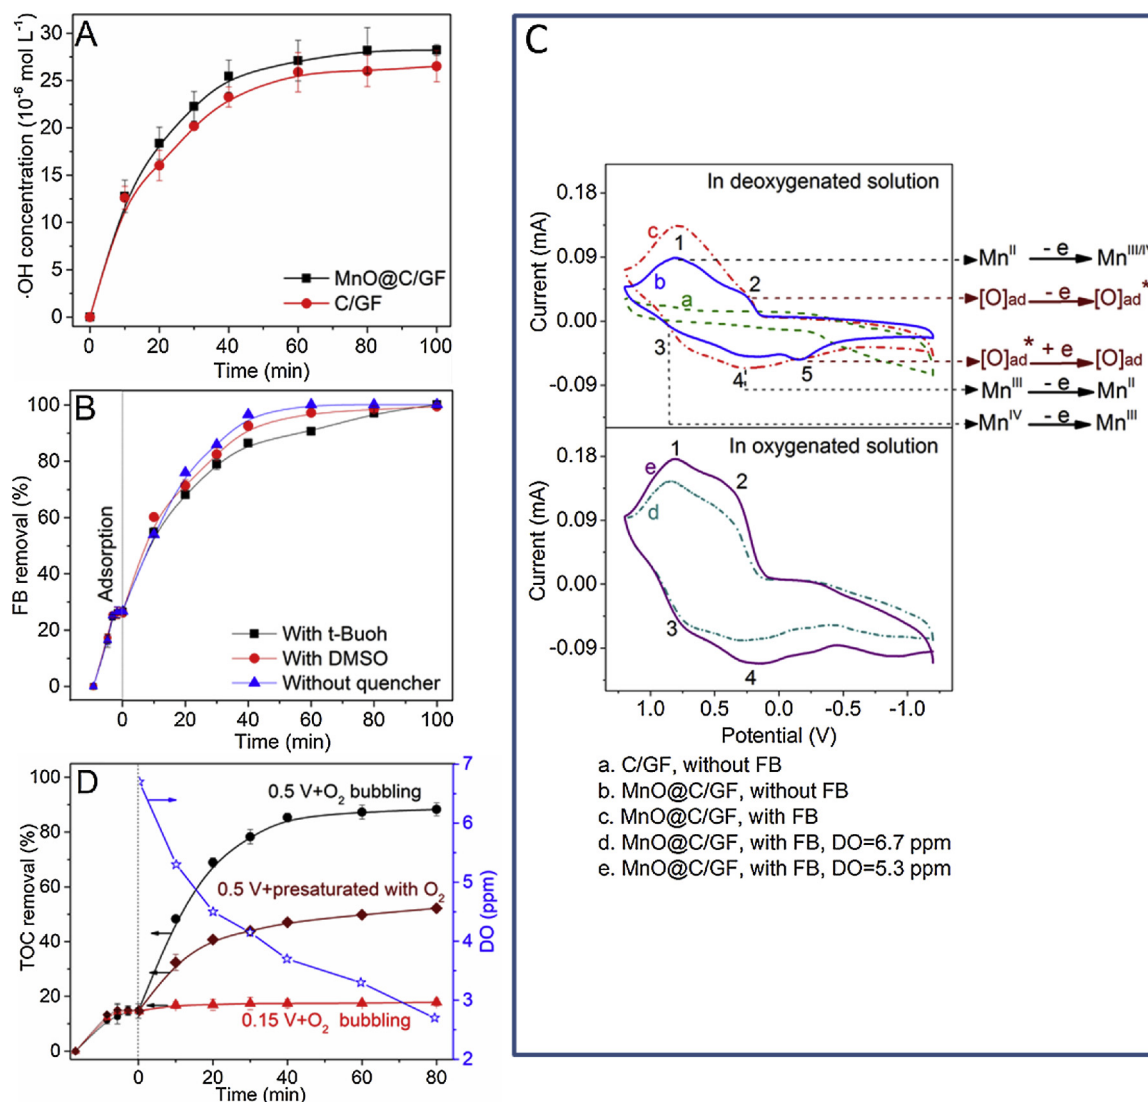 A
·OH concentration (10⁻⁶ mol L⁻¹)
30
25
20
15
10
5
0
MnO@C/GF
C/GF
0 20 40 60 80 100
Time (min)
B
FB removal (%)
100
80
60
40
20
0
Adsorption
With t-Buoh
With DMSO
Without quencher
0 20 40 60 80 100
Time (min)
D
TOC removal (%)
100
80
60
40
20
0
0.5 V+O₂ bubbling
0.5 V+presaturated with O₂
0.15 V+O₂ bubbling
7
6
5
4
3
2
DO (ppm)
0 20 40 60 80
Time (min)
C
In deoxygenated solution
Current (mA)
0.18
0.09
0.00
-0.09
c
1
b
2
a
3
4
5
Mn^II - e Mn^III/IV
[O]ad - e [O]ad*
[O]ad* + e [O]ad
Mn^III - e Mn^II
Mn^IV - e Mn^III
In oxygenated solution
Current (mA)
0.18
0.09
0.00
-0.09
e
1
d
2
3
4
1.0 0.5 0.0 -0.5 -1.0
Potential (V)
a. C/GF, without FB
b. MnO@C/GF, without FB
c. MnO@C/GF, with FB
d. MnO@C/GF, with FB, DO=6.7 ppm
e. MnO@C/GF, with FB, DO=5.3 ppm